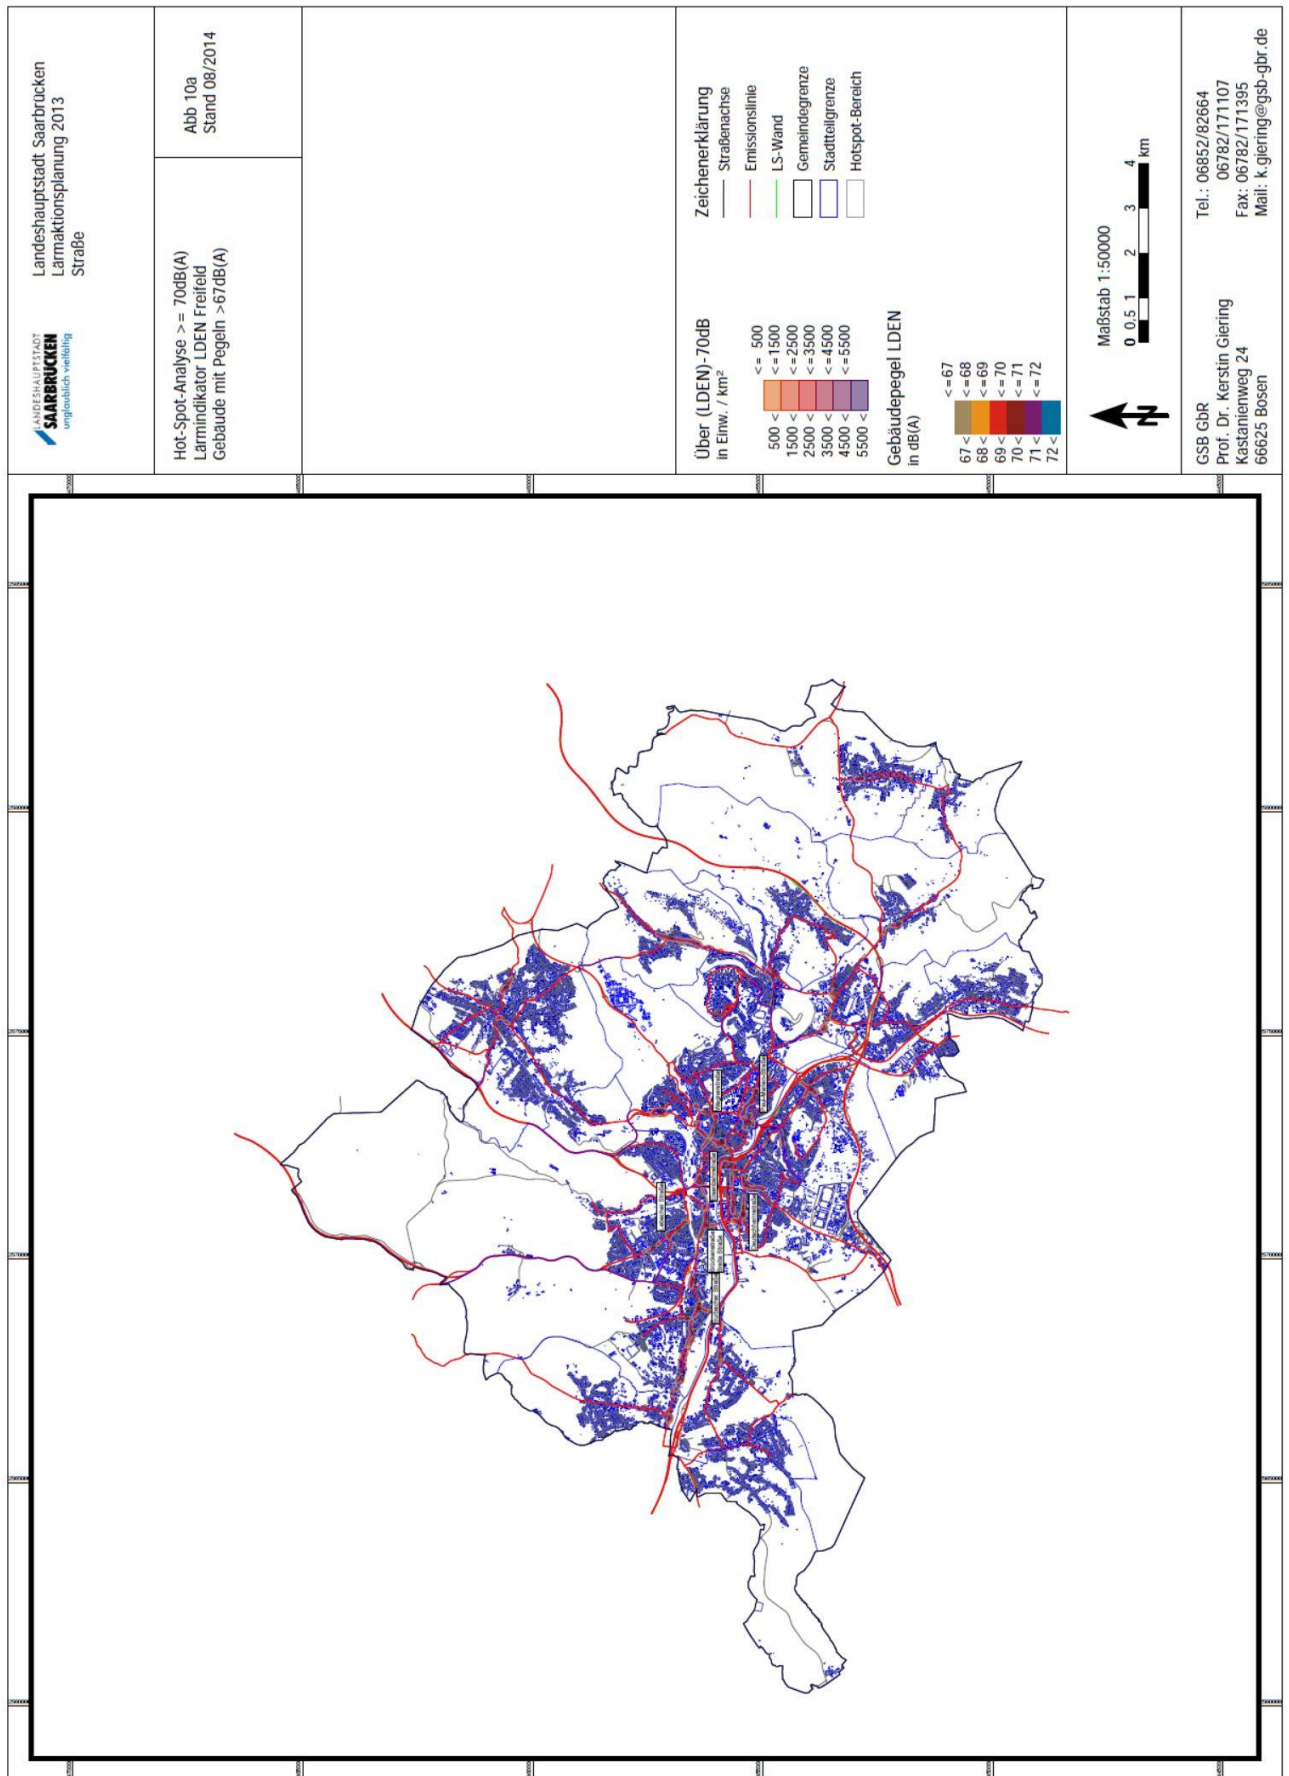 Landeshauptstadt Saarbrücken
Lärmaktionsplanung 2013
Straße
LANDESHAUPTSTADT
SAARBRÜCKEN
unglaublich vielfältig
Abb 10a
Stand 08/2014
Hot-Spot-Analyse >= 70dB(A)
Lärmindikator LDEN Freifeld
Gebäude mit Pegeln >67dB(A)
Zeichenerklärung
Straßenachse
Emissionslinie
LS-Wand
Gemeindegrenze
Stadtteilgrenze
Hotspot-Bereich
Über (LDEN)-70dB
in Einw. / km²
<= 500
500 < <=1500
1500 < <=2500
2500 < <=3500
3500 < <=4500
4500 < <=5500
5500 <
Gebäudepegel LDEN
in dB(A)
<=67
67 < <=68
68 < <=69
69 < <=70
70 < <=71
71 < <=72
72 <
Maßstab 1:50000
0 0,5 1 2 3 4 km
N
GSB GbR
Prof. Dr. Kerstin Giering
Kastanienweg 24
66625 Bosen
Tel.: 06852/82664
06782/171107
Fax: 06782/171395
Mail: k.giering@gsb-gbr.de